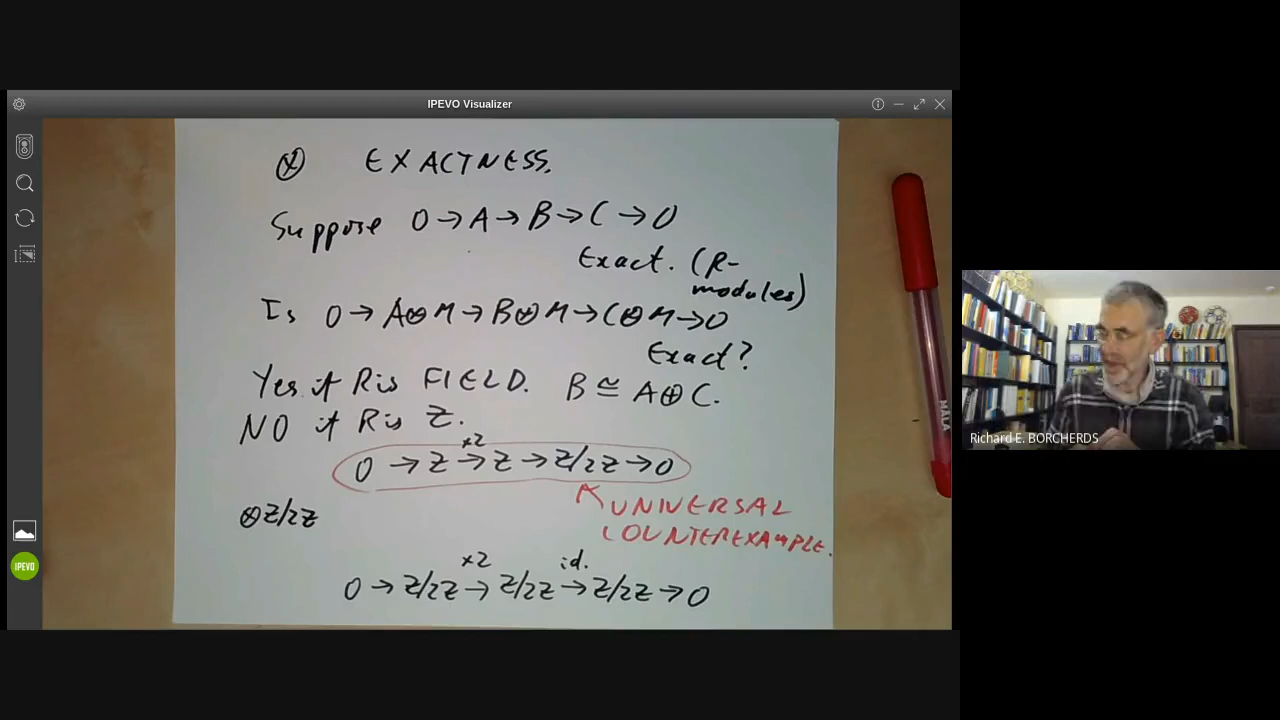 IPEVO Visualizer
⊗ EXACTNESS.
Suppose 0→A→B→C→0
Exact. (R-
modules)
Is 0→A⊗M→B⊗M→C⊗M→0
Exact?
Yes if R is FIELD. B≅A⊕C.
NO if R is Z.
×2
0→Z→Z→Z/2Z→0
UNIVERSAL
COUNTEREXAMPLE.
⊗Z/2Z
×2 id.
0→Z/2Z→Z/2Z→Z/2Z→0
MALA
IPEVO
Richard E. BORCHERDS